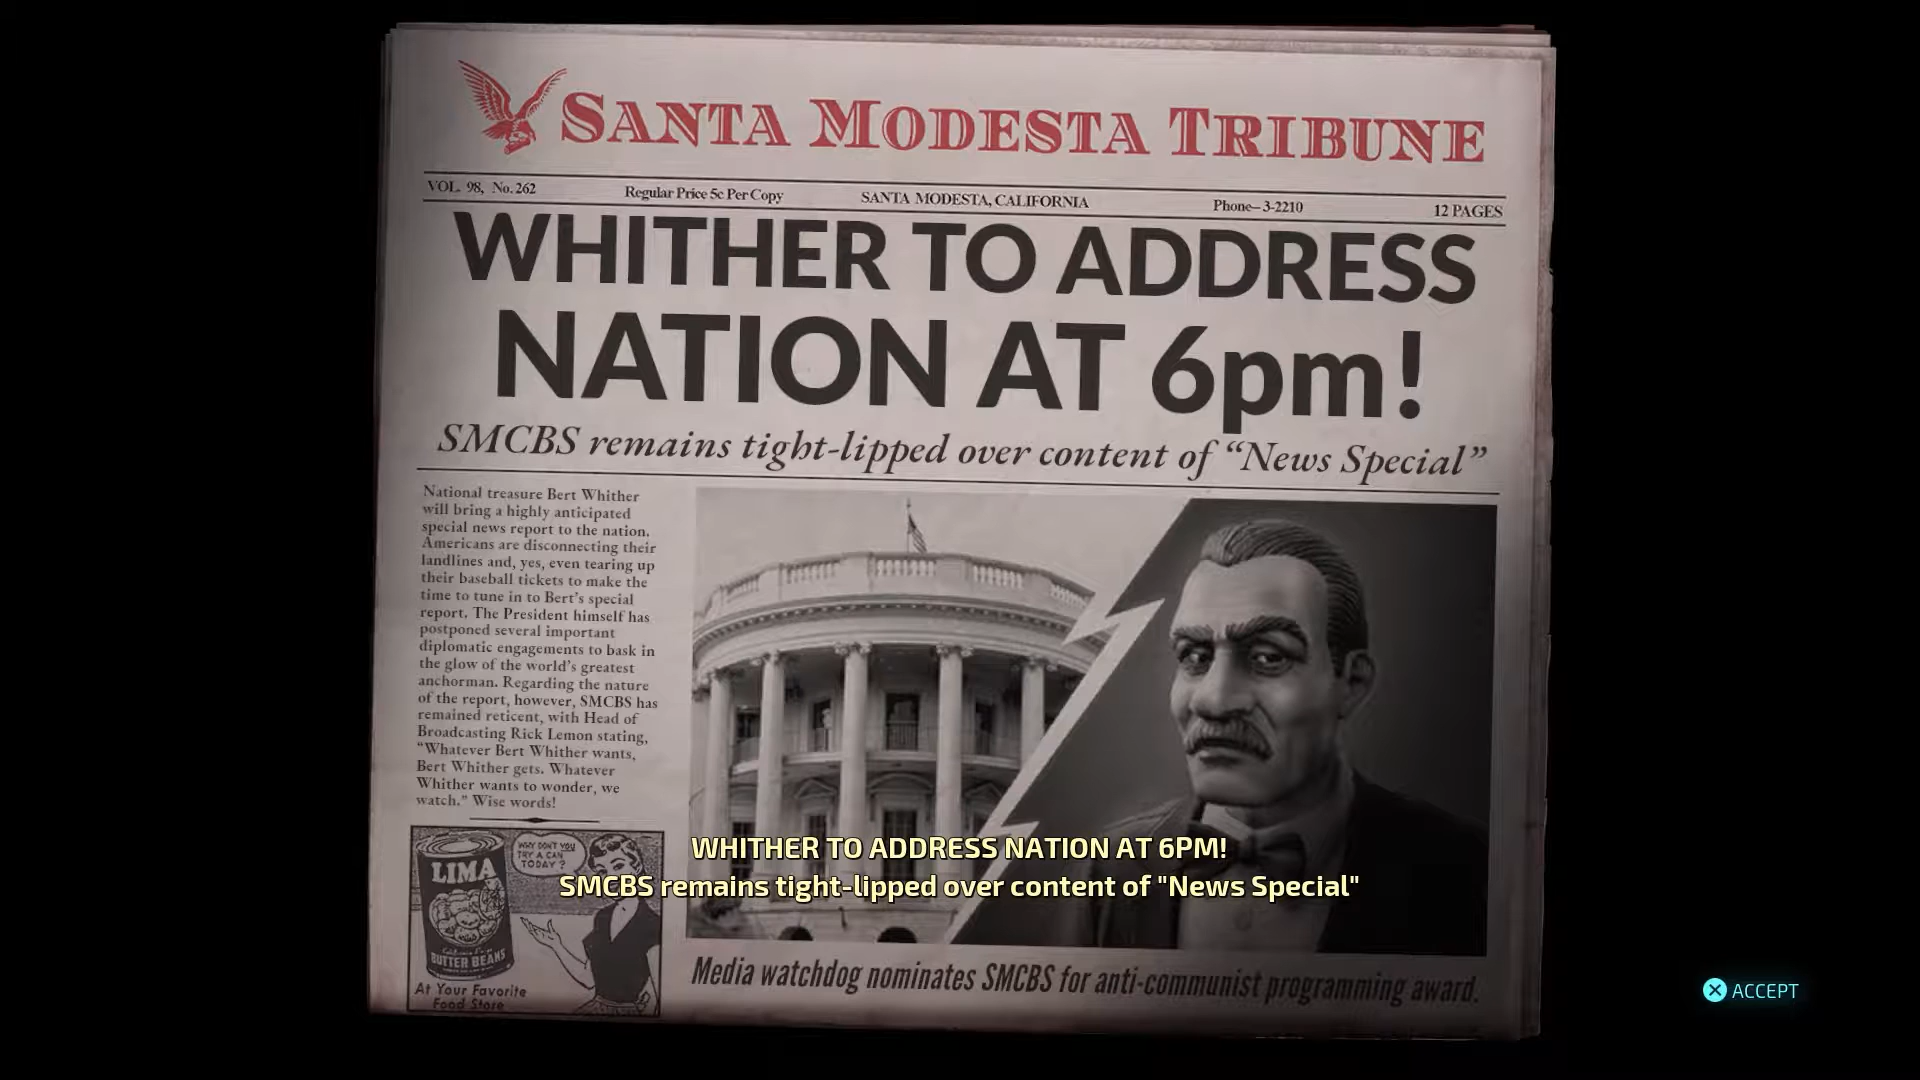 SANTA MODESTA TRIBUNE
VOL. 98, No. 262
Regular Price 5c Per Copy
SANTA MODESTA, CALIFORNIA
Phone–3-2210
12 PAGES
WHITHER TO ADDRESS
NATION AT 6pm!
SMCBS remains tight-lipped over content of “News Special”
National treasure Bert Whither
will bring a highly anticipated
special news report to the nation.
Americans are disconnecting their
landlines and, yes, even tearing up
their baseball tickets to make the
time to tune in to Bert’s special
report. The President himself has
postponed several important
diplomatic engagements to bask in
the glow of the world’s greatest
anchorman. Regarding the nature
of the report, however, SMCBS has
remained reticent, with Head of
Broadcasting Rick Lemon stating,
“Whatever Bert Whither wants,
Bert Whither gets. Whatever
Whither wants to wonder, we
watch.” Wise words!
WHY DON'T YOU
TRY A CAN
TODAY?
LIMA
BUTTER BEANS
At Your Favorite
Food Store
WHITHER TO ADDRESS NATION AT 6PM!
SMCBS remains tight-lipped over content of "News Special"
Media watchdog nominates SMCBS for anti-communist programming award.
ACCEPT